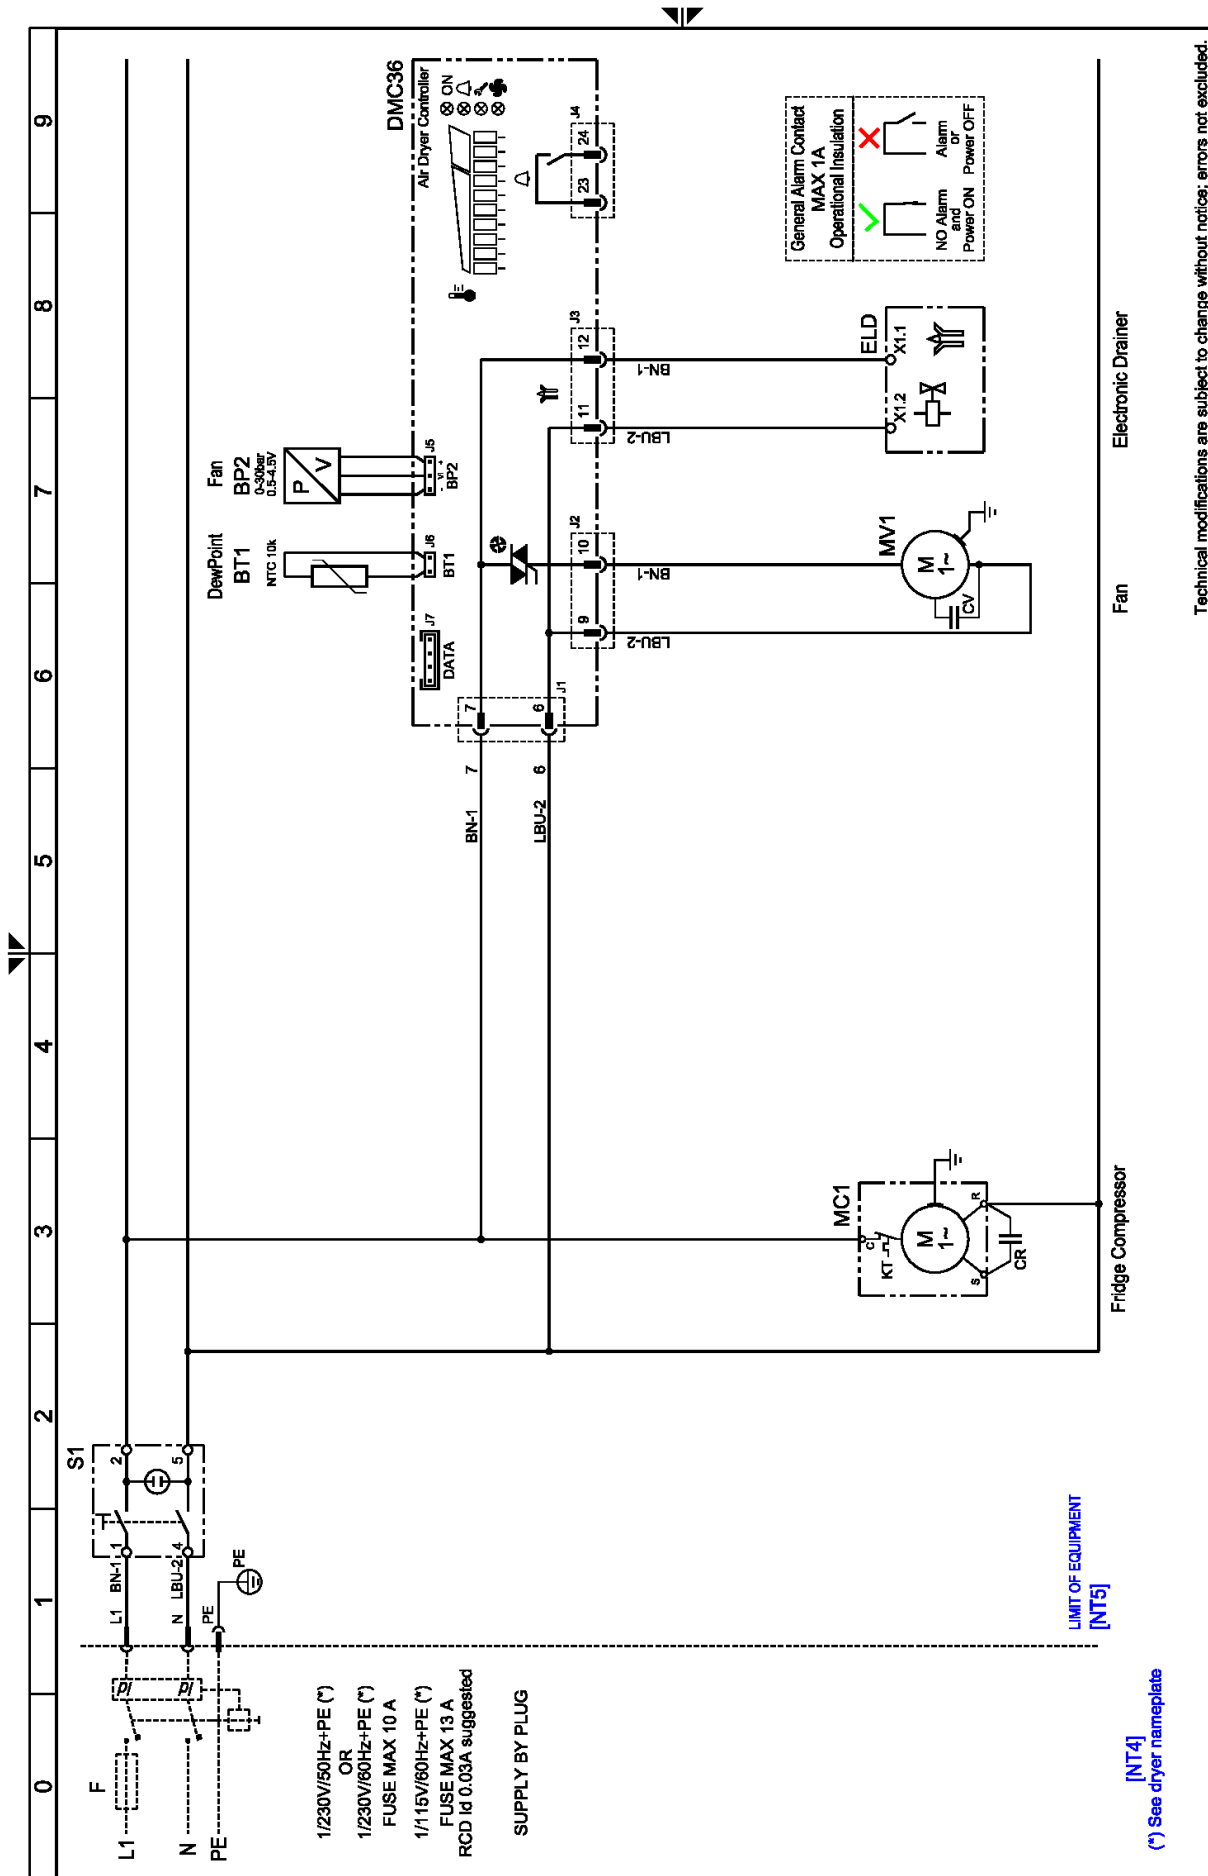 0 1 2 3 4 5 6 7 8 9
L1
N
PE
F
pI
pI
1/230V/50Hz+PE (*)
OR
1/230V/60Hz+PE (*)
FUSE MAX 10 A
1/115V/60Hz+PE (*)
FUSE MAX 13 A
RCD Id 0.03A suggested
SUPPLY BY PLUG
[NT4]
(*) See dryer nameplate
L1
BN-1
1
N
LBU-2
4
PE
PE
S1
2
5
LIMIT OF EQUIPMENT
[NT5]
MC1
C
KT
M
1~
S
R
CR
Fridge Compressor
BN-1
7
LBU-2
6
7
6
J1
DewPoint
BT1
NTC 10k
Fan
BP2
0-30bar
0.5-4.5V
P
V
DATA
J7
BT1
J6
- Vi +
BP2
J5
DMC36
Air Dryer Controller
ON
9
10
J2
LBU-2
BN-1
11
12
J3
LBU-2
BN-1
23
24
J4
MV1
M
1~
CV
Fan
ELD
X1.2
X1.1
Electronic Drainer
General Alarm Contact
MAX 1A
Operational Insulation
NO Alarm
and
Power ON
Alarm
or
Power OFF
Technical modifications are subject to change without notice; errors not excluded.